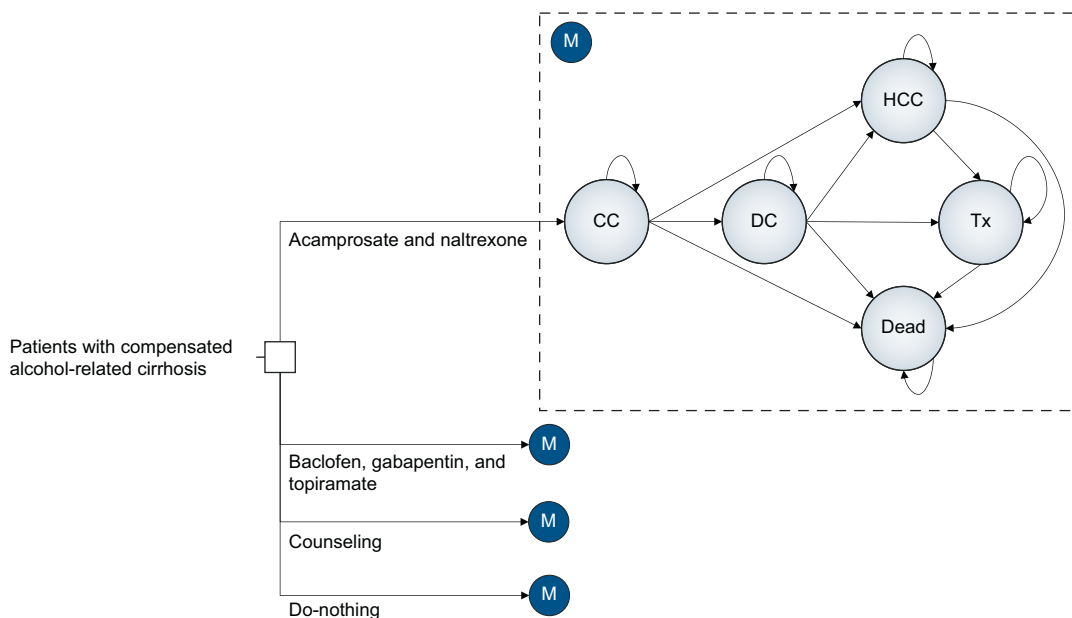 M
HCC
CC
DC
Tx
Acamprosate and naltrexone
Dead
Patients with compensated
alcohol-related cirrhosis
M
Baclofen, gabapentin, and
topiramate
M
Counseling
M
Do-nothing